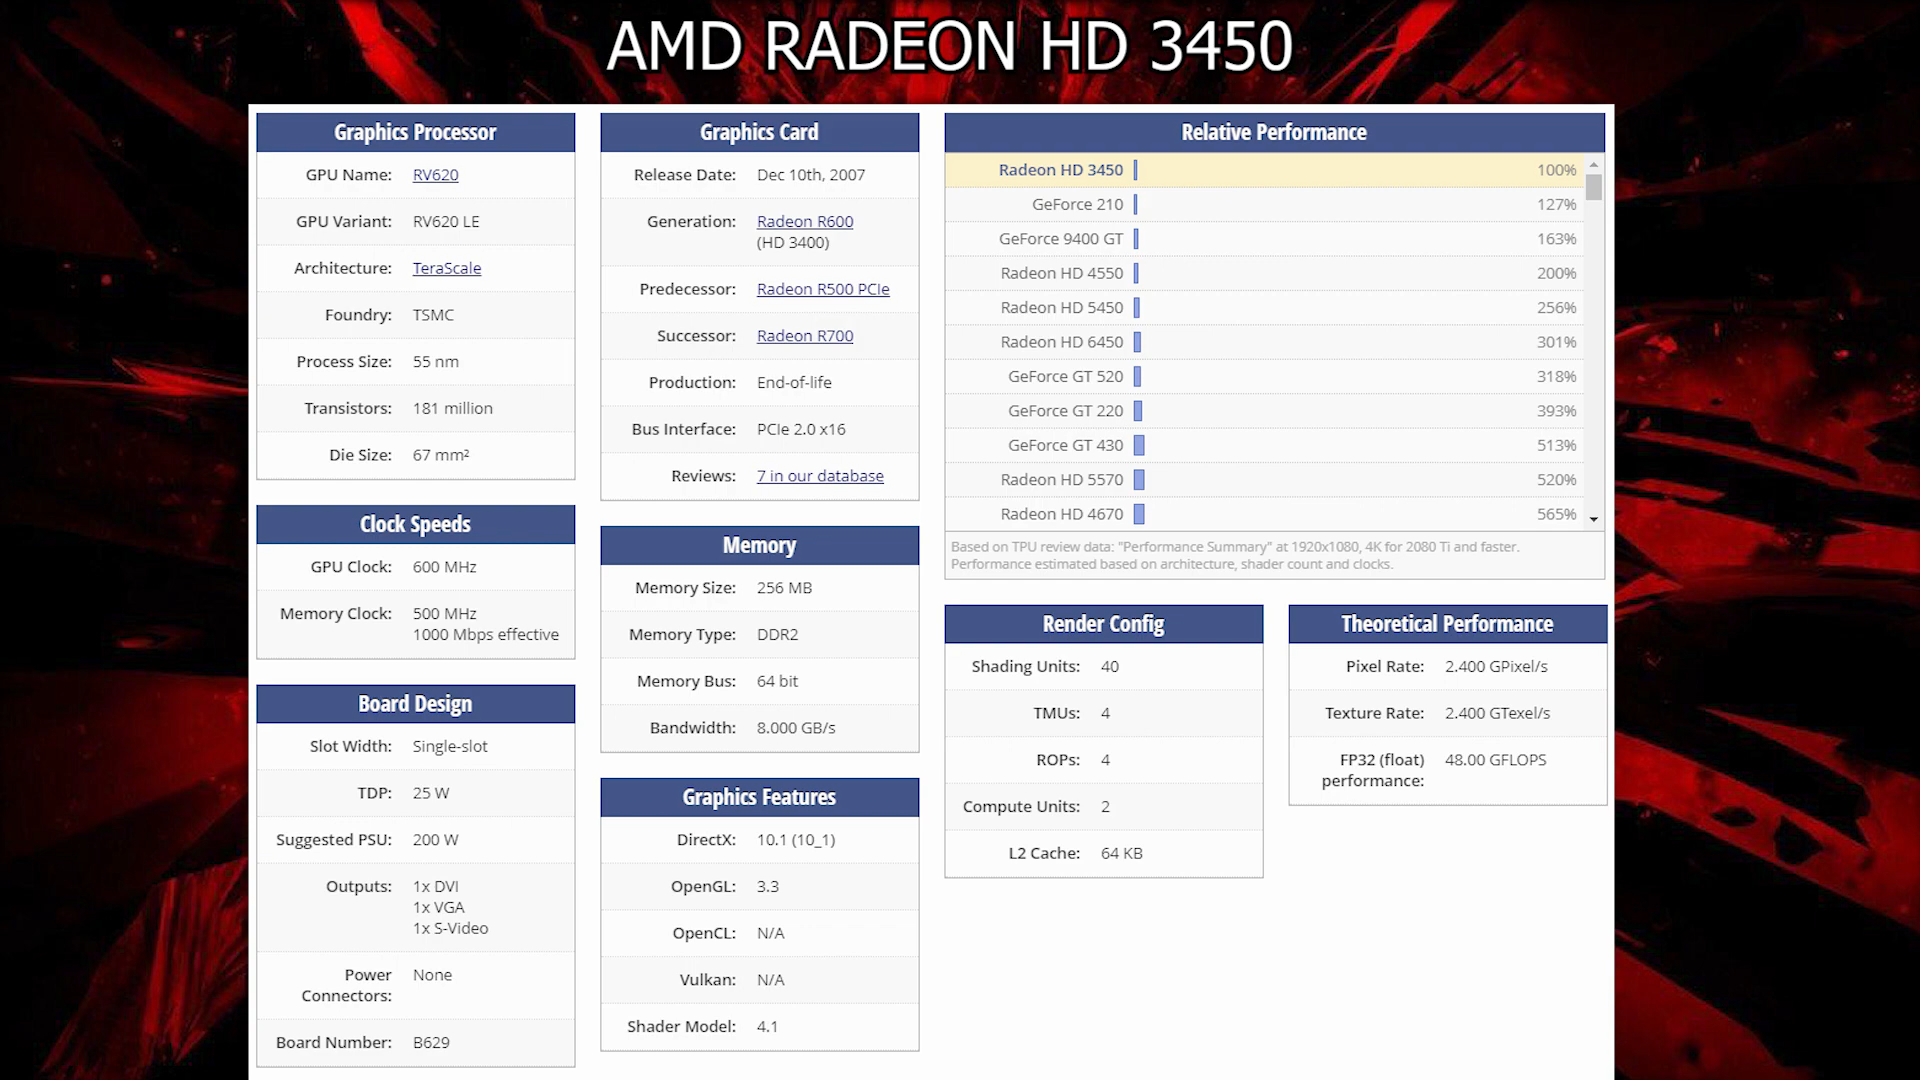 AMD RADEON HD 3450
Graphics Processor
GPU Name: RV620
GPU Variant: RV620 LE
Architecture: TeraScale
Foundry: TSMC
Process Size: 55 nm
Transistors: 181 million
Die Size: 67 mm²
Clock Speeds
GPU Clock: 600 MHz
Memory Clock: 500 MHz
1000 Mbps effective
Board Design
Slot Width: Single-slot
TDP: 25 W
Suggested PSU: 200 W
Outputs: 1x DVI
1x VGA
1x S-Video
Power Connectors: None
Board Number: B629
Graphics Card
Release Date: Dec 10th, 2007
Generation: Radeon R600
(HD 3400)
Predecessor: Radeon R500 PCIe
Successor: Radeon R700
Production: End-of-life
Bus Interface: PCIe 2.0 x16
Reviews: 7 in our database
Memory
Memory Size: 256 MB
Memory Type: DDR2
Memory Bus: 64 bit
Bandwidth: 8.000 GB/s
Graphics Features
DirectX: 10.1 (10_1)
OpenGL: 3.3
OpenCL: N/A
Vulkan: N/A
Shader Model: 4.1
Relative Performance
Radeon HD 3450 100%
GeForce 210 127%
GeForce 9400 GT 163%
Radeon HD 4550 200%
Radeon HD 5450 256%
Radeon HD 6450 301%
GeForce GT 520 318%
GeForce GT 220 393%
GeForce GT 430 513%
Radeon HD 5570 520%
Radeon HD 4670 565%
Based on TPU review data: "Performance Summary" at 1920x1080, 4K for 2080 Ti and faster.
Performance estimated based on architecture, shader count and clocks.
Render Config
Shading Units: 40
TMUs: 4
ROPs: 4
Compute Units: 2
L2 Cache: 64 KB
Theoretical Performance
Pixel Rate: 2.400 GPixel/s
Texture Rate: 2.400 GTexel/s
FP32 (float) performance: 48.00 GFLOPS